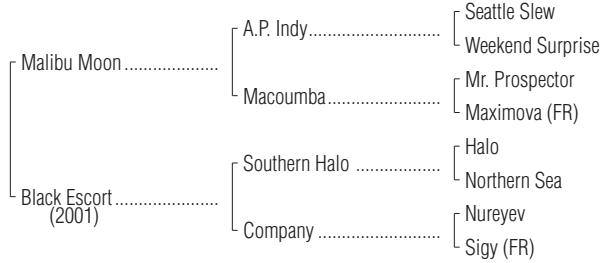 Seattle Slew
A.P. Indy
Weekend Surprise
Malibu Moon
Mr. Prospector
Macoumba
Maximova (FR)
Halo
Southern Halo
Northern Sea
Black Escort
(2001)
Nureyev
Company
Sigy (FR)